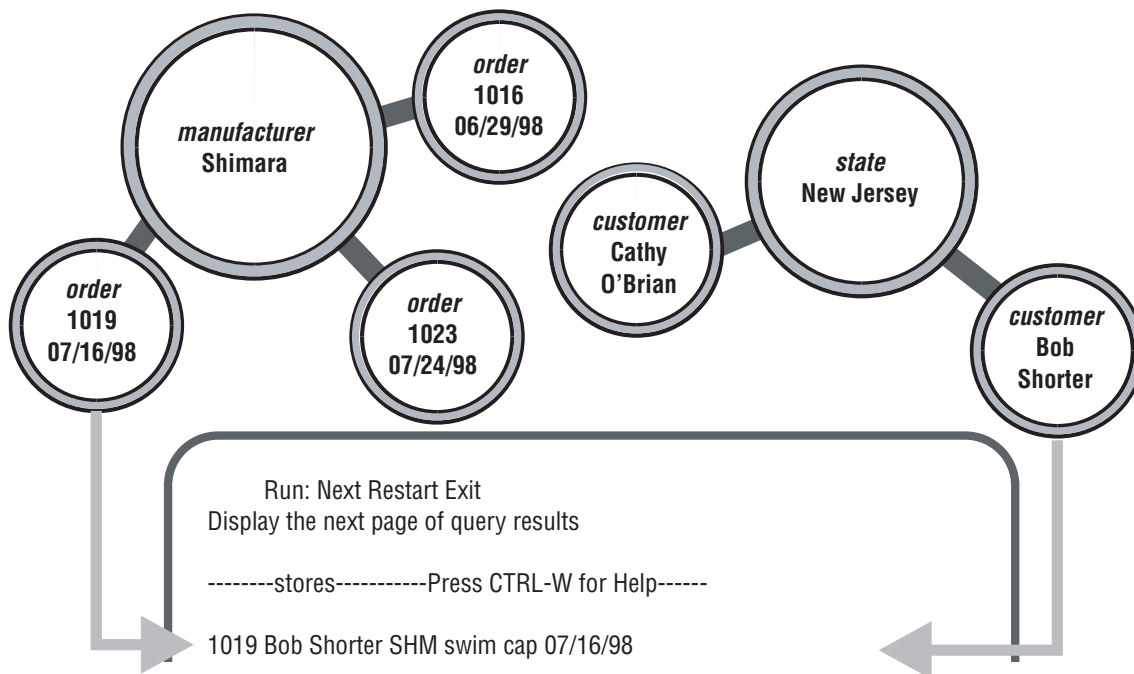 manufacturer
Shimara
order
1016
06/29/98
order
1019
07/16/98
order
1023
07/24/98
state
New Jersey
customer
Cathy
O’Brian
customer
Bob
Shorter
Run: Next Restart Exit
Display the next page of query results
--------stores-----------Press CTRL-W for Help------
1019 Bob Shorter SHM swim cap 07/16/98